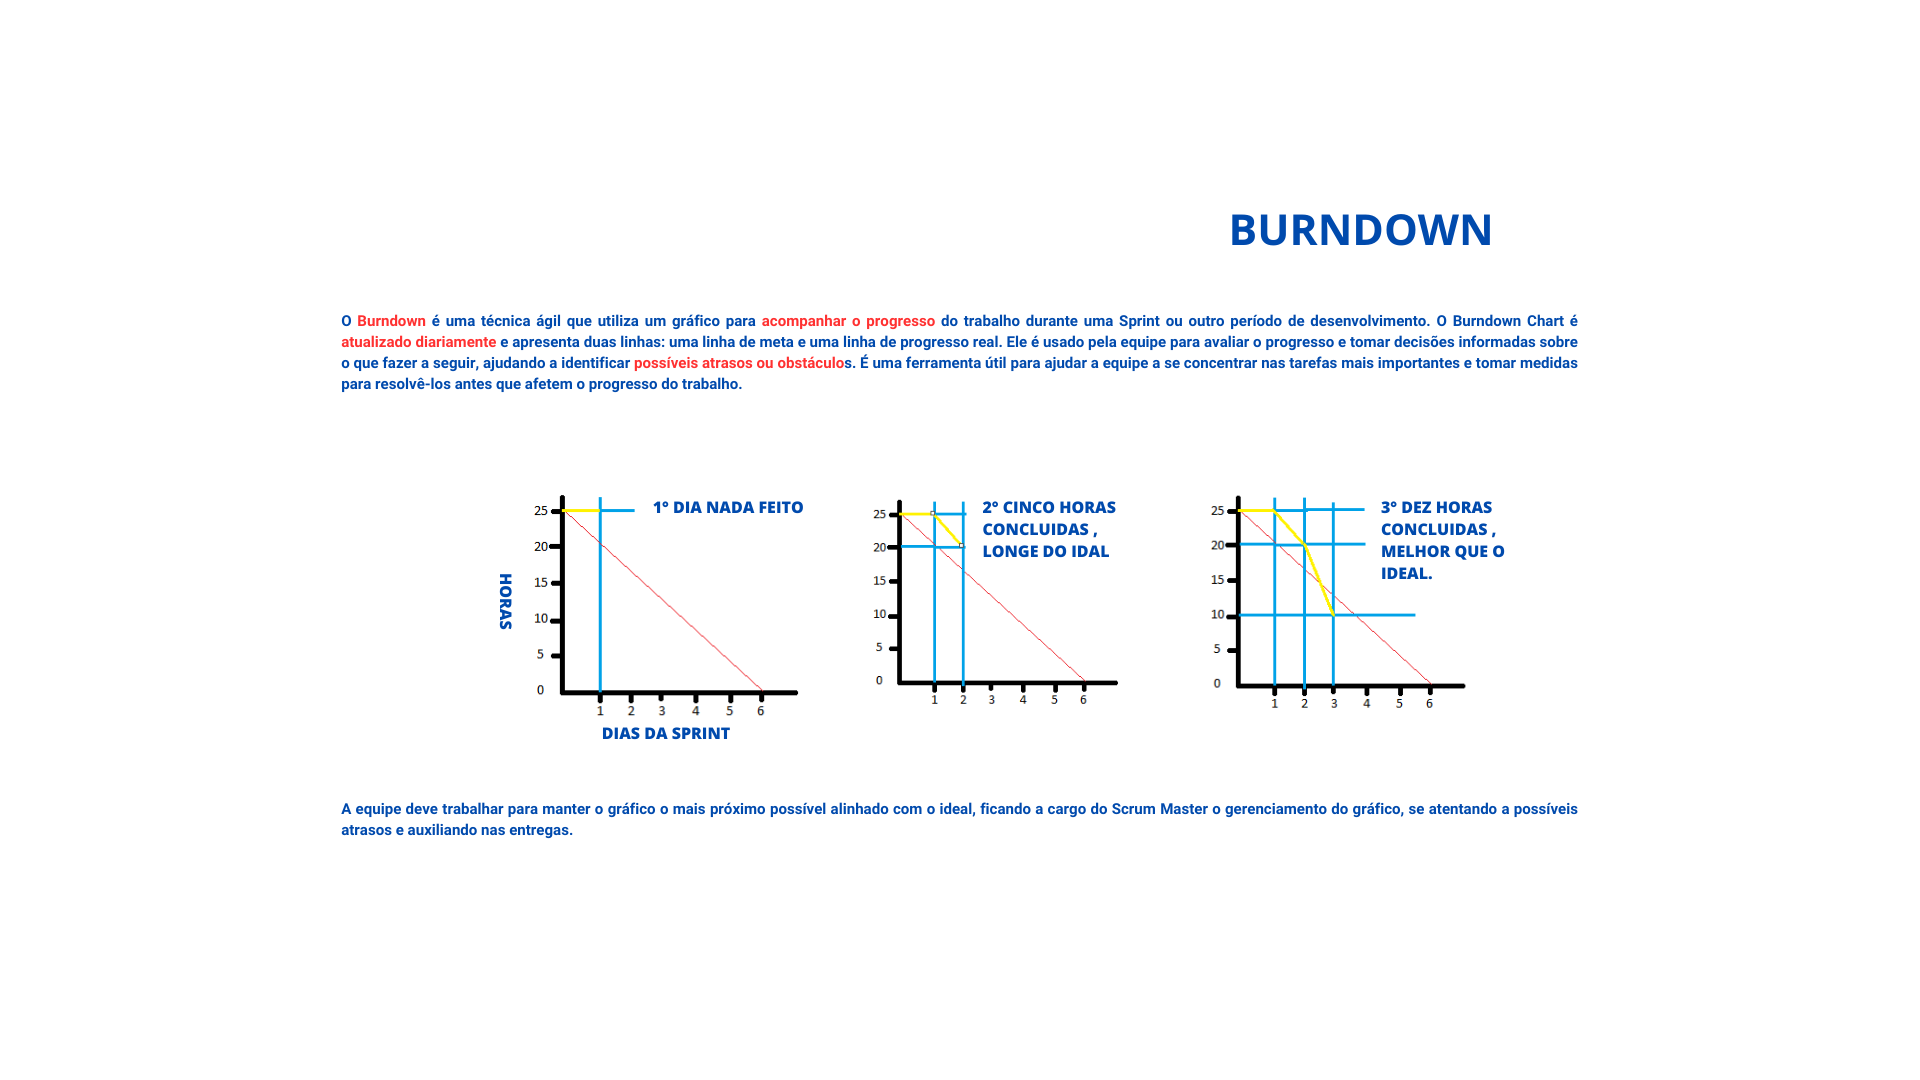 BURNDOWN
O Burndown é uma técnica ágil que utiliza um gráfico para acompanhar o progresso do trabalho durante uma Sprint ou outro período de desenvolvimento. O Burndown Chart é
atualizado diariamente e apresenta duas linhas: uma linha de meta e uma linha de progresso real. Ele é usado pela equipe para avaliar o progresso e tomar decisões informadas sobre
o que fazer a seguir, ajudando a identificar possíveis atrasos ou obstáculos. É uma ferramenta útil para ajudar a equipe a se concentrar nas tarefas mais importantes e tomar medidas
para resolvê-los antes que afetem o progresso do trabalho.
1º DIA NADA FEITO
25
20
15
10
5
0
HORAS
1 2 3 4 5 6
DIAS DA SPRINT
2º CINCO HORAS
CONCLUIDAS ,
LONGE DO IDAL
25
20
15
10
5
0
1 2 3 4 5 6
3º DEZ HORAS
CONCLUIDAS ,
MELHOR QUE O
IDEAL.
25
20
15
10
5
0
1 2 3 4 5 6
A equipe deve trabalhar para manter o gráfico o mais próximo possível alinhado com o ideal, ficando a cargo do Scrum Master o gerenciamento do gráfico, se atentando a possíveis
atrasos e auxiliando nas entregas.